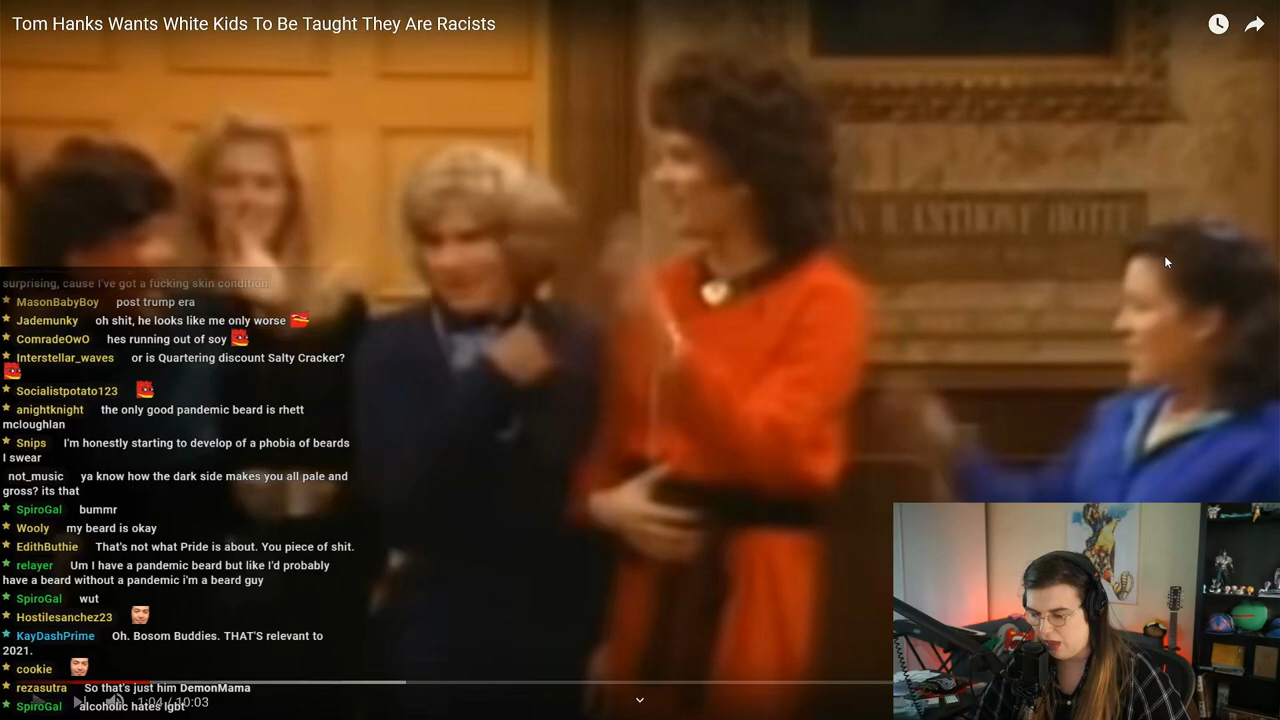 Tom Hanks Wants White Kids To Be Taught They Are Racists
ANTHONY HOTEL
surprising, cause I've got a fucking skin condition
MasonBabyBoy post trump era
Jademunky oh shit, he looks like me only worse
ComradeOwO hes running out of soy
Interstellar_waves or is Quartering discount Salty Cracker?
Socialistpotato123
anightknight the only good pandemic beard is rhett
mcloughlan
Snips I'm honestly starting to develop of a phobia of beards
I swear
not_music ya know how the dark side makes you all pale and
gross? its that
SpiroGal bummr
Wooly my beard is okay
EdithButhie That's not what Pride is about. You piece of shit.
relayer Um I have a pandemic beard but like I'd probably
have a beard without a pandemic i'm a beard guy
SpiroGal wut
Hostilesanchez23
KayDashPrime Oh. Bosom Buddies. THAT'S relevant to
2021.
cookie
rezasutra So that's just him DemonMama
SpiroGal alcoholic hates lgbt
1:04 / 10:03